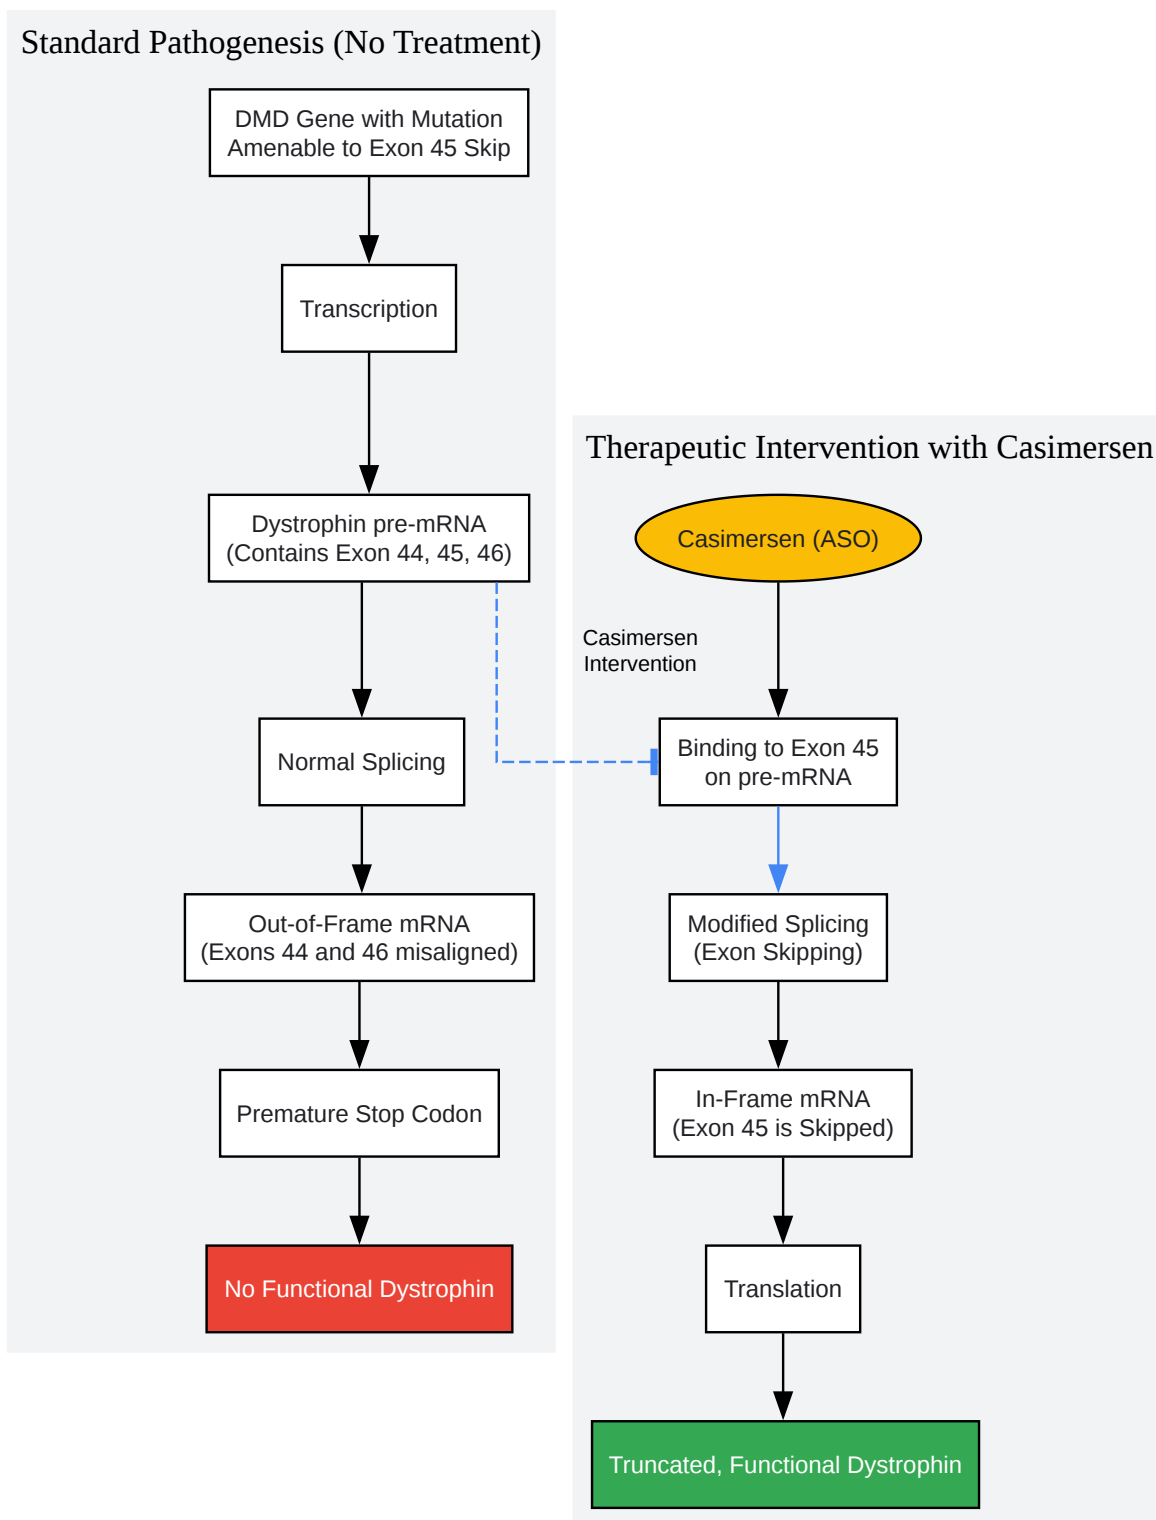 Standard Pathogenesis (No Treatment)
DMD Gene with Mutation
Amenable to Exon 45 Skip
Transcription
Dystrophin pre-mRNA
(Contains Exon 44, 45, 46)
Normal Splicing
Out-of-Frame mRNA
(Exons 44 and 46 misaligned)
Premature Stop Codon
No Functional Dystrophin
Therapeutic Intervention with Casimersen
Casimersen (ASO)
Casimersen
Intervention
Binding to Exon 45
on pre-mRNA
Modified Splicing
(Exon Skipping)
In-Frame mRNA
(Exon 45 is Skipped)
Translation
Truncated, Functional Dystrophin